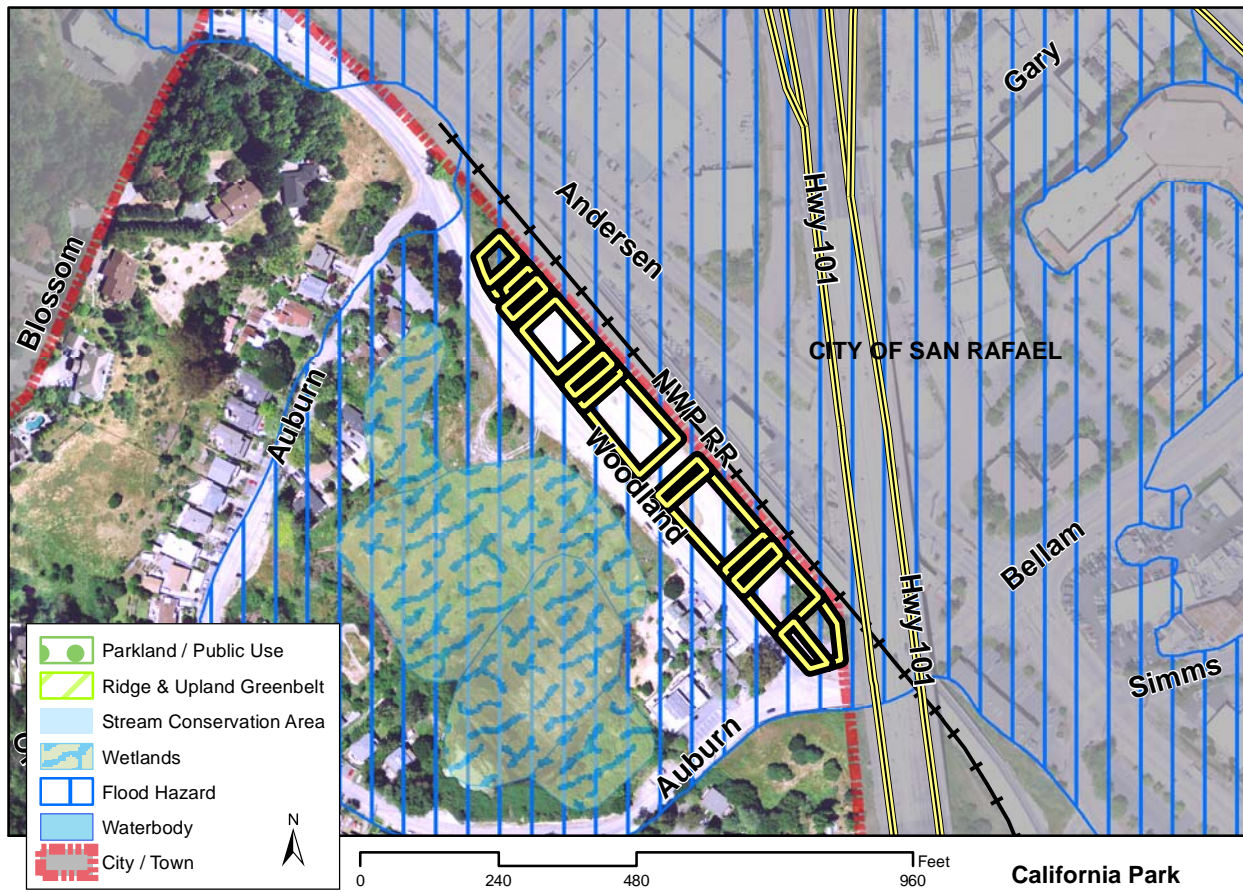 Gary
Andersen
Hwy 101
CITY OF SAN RAFAEL
Blossom
Auburn
NWP RR
Woodland
Bellam
Hwy 101
Simms
Auburn
Parkland / Public Use
Ridge & Upland Greenbelt
Stream Conservation Area
Wetlands
Flood Hazard
Waterbody
City / Town
N
Feet
0 240 480 960
California Park